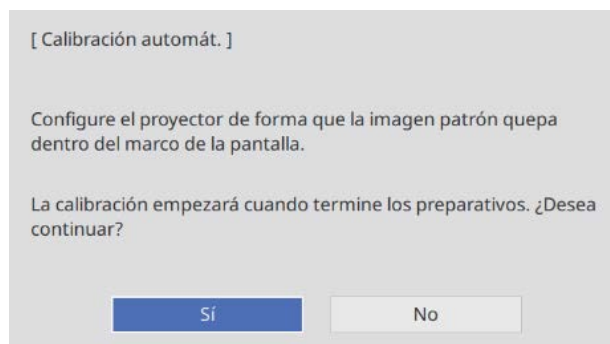 [ Calibración automát. ]
Configure el proyector de forma que la imagen patrón quepa
dentro del marco de la pantalla.
La calibración empezará cuando termine los preparativos. ¿Desea
continuar?
Sí
No